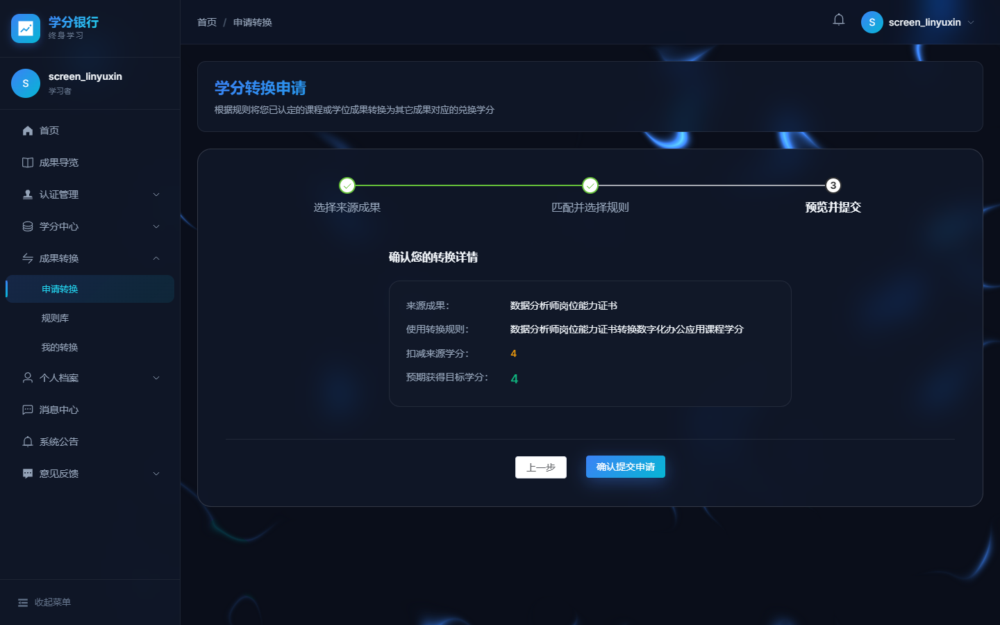 学分银行
终身学习
screen_linyuxin
学习者
首页
成果导览
认证管理
学分中心
成果转换
申请转换
规则库
我的转换
个人档案
消息中心
系统公告
意见反馈
收起菜单
首页 / 申请转换
S screen_linyuxin
学分转换申请
根据规则将您已认定的课程或学位成果转换为其它成果对应的兑换学分
选择来源成果
匹配并选择规则
3
预览并提交
确认您的转换详情
来源成果： 数据分析师岗位能力证书
使用转换规则： 数据分析师岗位能力证书转换数字化办公应用课程学分
扣减来源学分： 4
预期获得目标学分： 4
上一步 确认提交申请
S